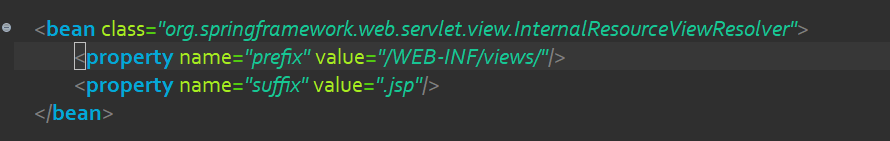 <bean class="org.springframework.web.servlet.view.InternalResourceViewResolver">
<property name="prefix" value="/WEB-INF/views/"/>
<property name="suffix" value=".jsp"/>
</bean>